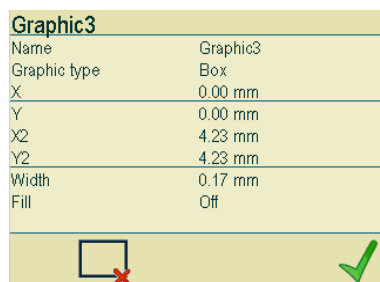 Graphic3
Name Graphic3
Graphic type Box
X 0.00 mm
Y 0.00 mm
X2 4.23 mm
Y2 4.23 mm
Width 0.17 mm
Fill Off